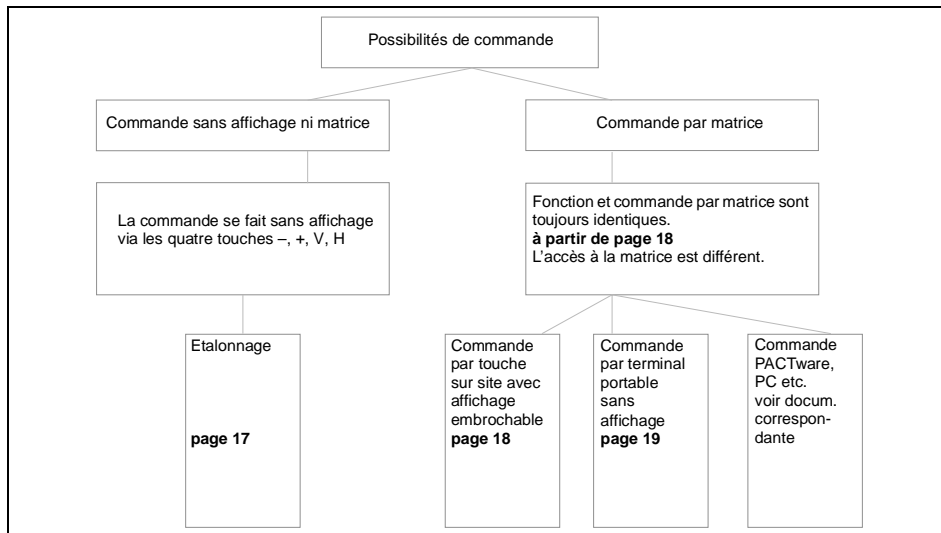 Possibilités de commande
Commande sans affichage ni matrice
Commande par matrice
La commande se fait sans affichage
via les quatre touches –, +, V, H
Fonction et commande par matrice sont
toujours identiques.
à partir de page 18
L'accès à la matrice est différent.
Etalonnage
page 17
Commande
par touche
sur site avec
affichage
embrochable
page 18
Commande
par terminal
portable
sans
affichage
page 19
Commande
PACTware,
PC etc.
voir docum.
correspon-
dante